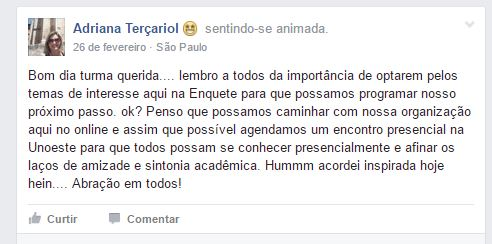 Adriana Terçariol sentindo-se animada.
26 de fevereiro · São Paulo
Bom dia turma querida.... lembro a todos da importância de optarem pelos
temas de interesse aqui na Enquete para que possamos programar nosso
próximo passo. ok? Penso que possamos caminhar com nossa organização
aqui no online e assim que possível agendamos um encontro presencial na
Unoeste para que todos possam se conhecer presencialmente e afinar os
laços de amizade e sintonia acadêmica. Hummm acordei inspirada hoje
hein.... Abração em todos!
Curtir Comentar